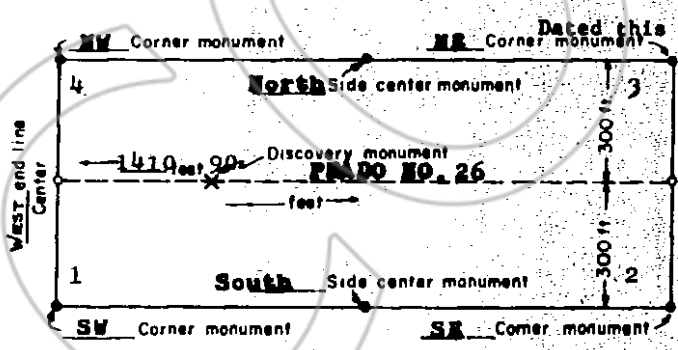 Dated this
NW Corner monument NE Corner monument
4 North Side center monument 3
300 ft
1410 feet 90 Discovery monument
NO. 26
feet
WEST end line
Center
300 ft
1 South Side center monument 2
SW Corner monument SE Corner monument